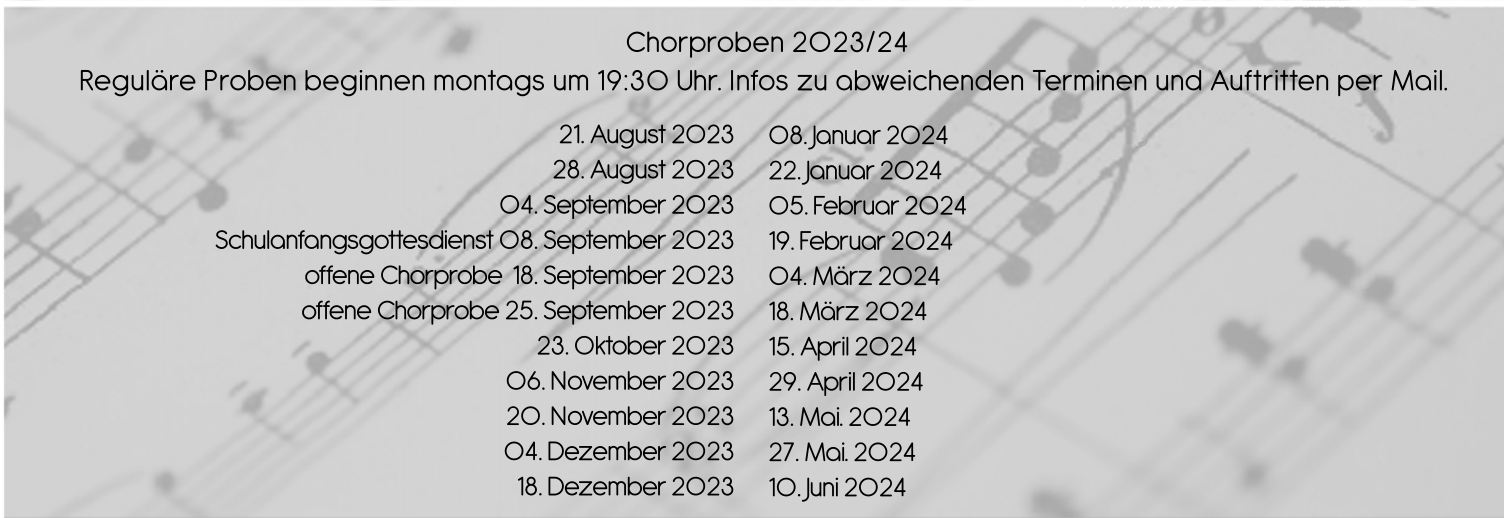 Chorproben 2023/24
Reguläre Proben beginnen montags um 19:30 Uhr. Infos zu abweichenden Terminen und Auftritten per Mail.
21. August 2023
28. August 2023
04. September 2023
Schulanfangsgottesdienst 08. September 2023
offene Chorprobe 18. September 2023
offene Chorprobe 25. September 2023
23. Oktober 2023
06. November 2023
20. November 2023
04. Dezember 2023
18. Dezember 2023
08. Januar 2024
22. Januar 2024
05. Februar 2024
19. Februar 2024
04. März 2024
18. März 2024
15. April 2024
29. April 2024
13. Mai. 2024
27. Mai. 2024
10. Juni 2024